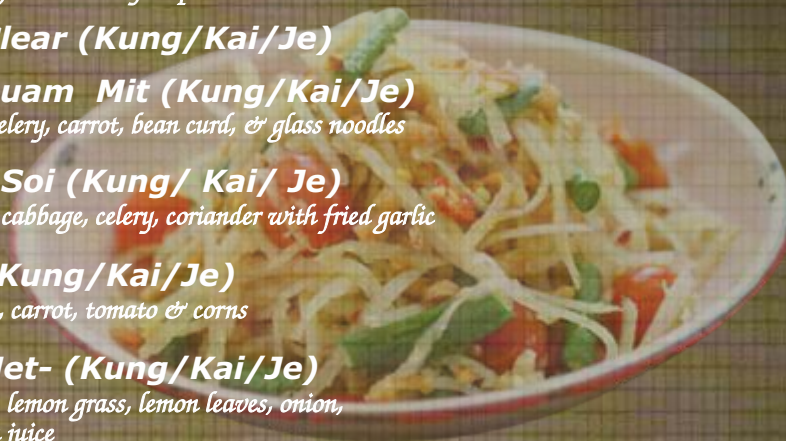 lear (Kung/Kai/Je)
uam Mit (Kung/Kai/Je)
elery, carrot, bean curd, & glass noodles
Soi (Kung/ Kai/ Je)
cabbage, celery, coriander with fried garlic
Kung/Kai/Je)
, carrot, tomato & corns
let- (Kung/Kai/Je)
lemon grass, lemon leaves, onion,
juice